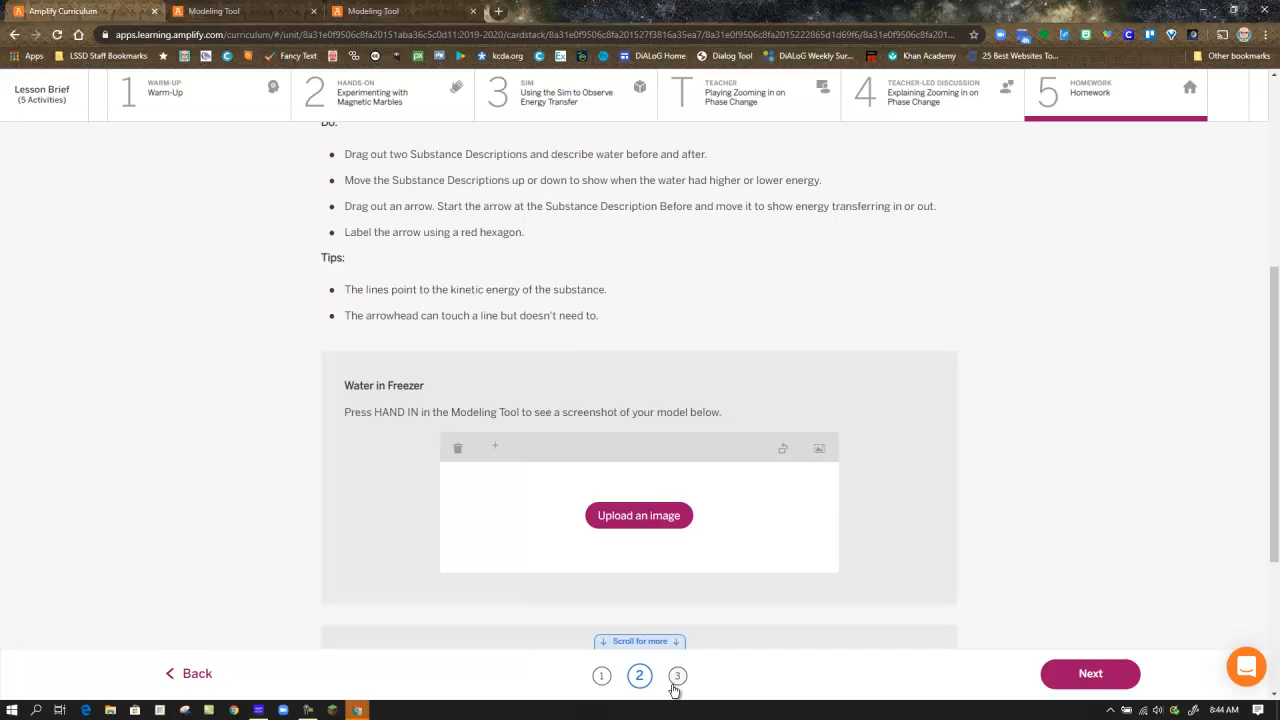 Amplify Curriculum
Modeling Tool
Modeling Tool
apps.learning.amplify.com/curriculum/#/unit/8a31e0f9506c8fa20151aba36c5c0d11:2019-2020/cardstack/8a31e0f9506c8fa201527f3816a35ea7/8a31e0f9506c8fa2015222865d1d69f6/8a31e0f9506c8fa201...
Apps
LSSD Staff Bookmarks
FancyText
kcda.org
DiALoG Home
Dialog Tool
DiALoG Weekly Sur...
Khan Academy
25 Best Websites To...
Other bookmarks
Lesson Brief
(5 Activities)
1
WARM-UP
Warm-Up
2
HANDS-ON
Experimenting with
Magnetic Marbles
3
SIM
Using the Sim to Observe
Energy Transfer
T
TEACHER
Playing Zooming in on
Phase Change
4
TEACHER-LED DISCUSSION
Explaining Zooming in on
Phase Change
5
HOMEWORK
Homework
Do:
• Drag out two Substance Descriptions and describe water before and after.
• Move the Substance Descriptions up or down to show when the water had higher or lower energy.
• Drag out an arrow. Start the arrow at the Substance Description Before and move it to show energy transferring in or out.
• Label the arrow using a red hexagon.
Tips:
• The lines point to the kinetic energy of the substance.
• The arrowhead can touch a line but doesn't need to.
Water in Freezer
Press HAND IN in the Modeling Tool to see a screenshot of your model below.
Upload an image
Scroll for more
Back
1
2
3
Next
8:44 AM